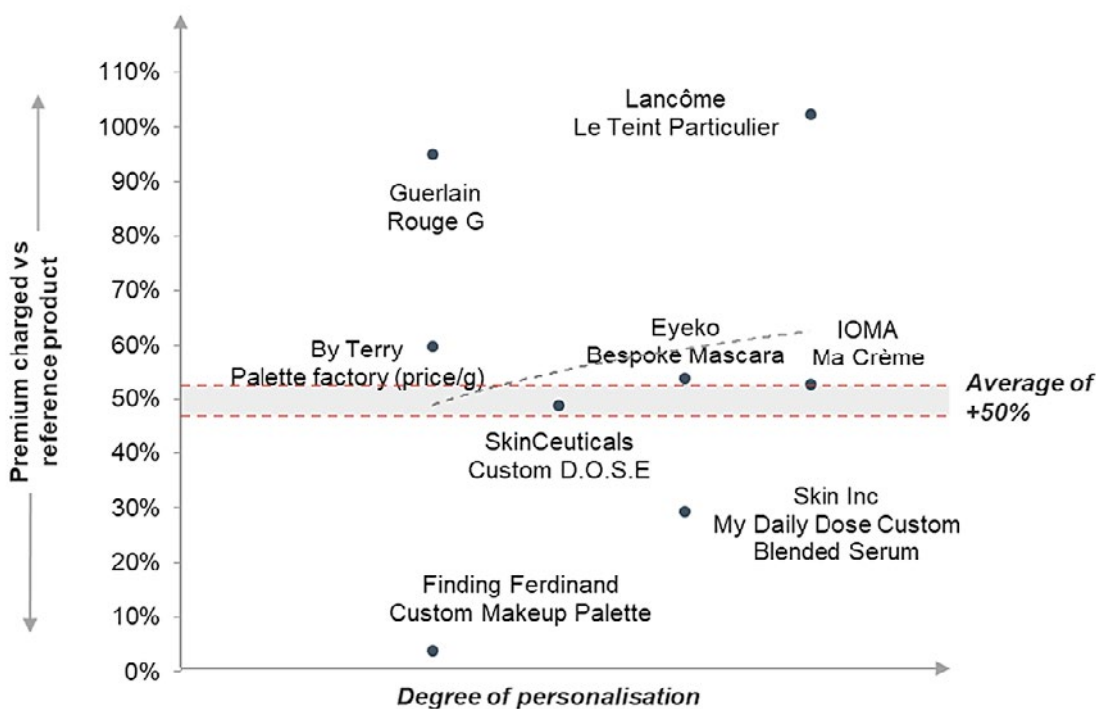 110%
100%
90%
80%
70%
60%
50%
40%
30%
20%
10%
0%
Premium charged vs
reference product
Lancôme
Le Teint Particulier
Guerlain
Rouge G
By Terry
Palette factory (price/g)
Eyeko
Bespoke Mascara
IOMA
Ma Crème
Average of
+50%
SkinCeuticals
Custom D.O.S.E
Skin Inc
My Daily Dose Custom
Blended Serum
Finding Ferdinand
Custom Makeup Palette
Degree of personalisation